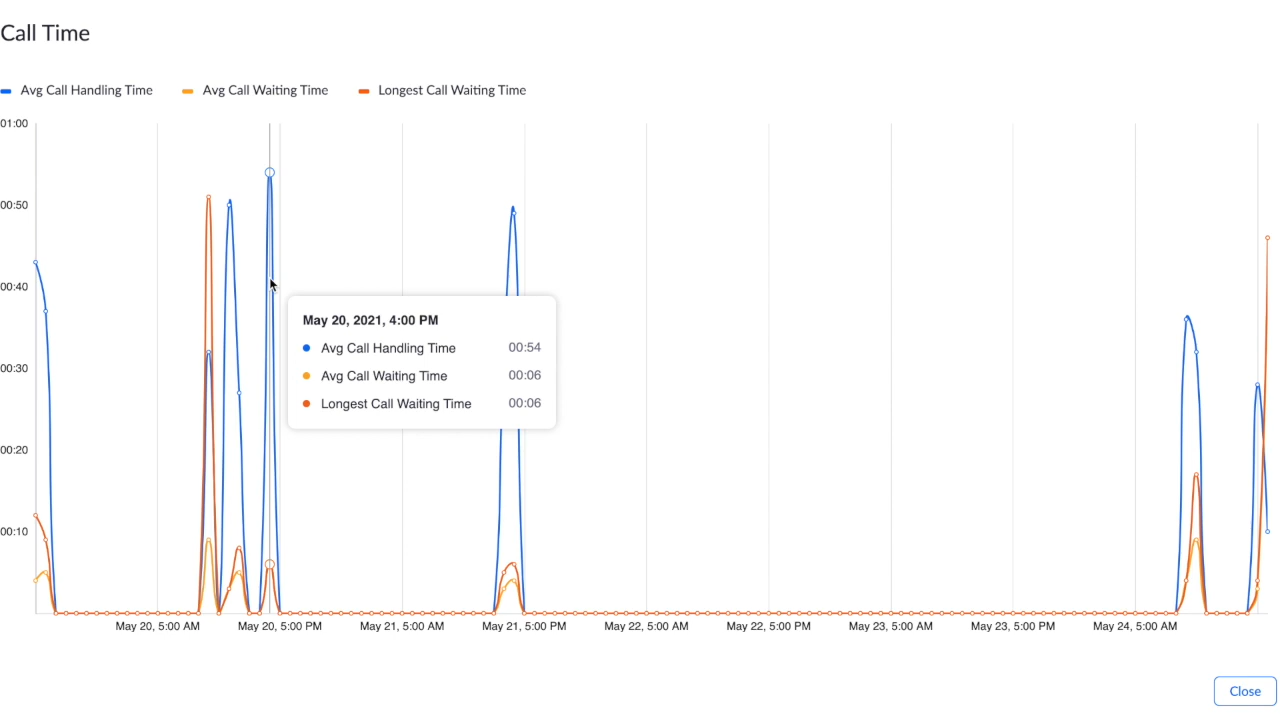 Call Time
Avg Call Handling Time Avg Call Waiting Time Longest Call Waiting Time
01:00
00:50
00:40
00:30
00:20
00:10
May 20, 2021, 4:00 PM
Avg Call Handling Time 00:54
Avg Call Waiting Time 00:06
Longest Call Waiting Time 00:06
May 20, 5:00 AM May 20, 5:00 PM May 21, 5:00 AM May 21, 5:00 PM May 22, 5:00 AM May 22, 5:00 PM May 23, 5:00 AM May 23, 5:00 PM May 24, 5:00 AM
Close